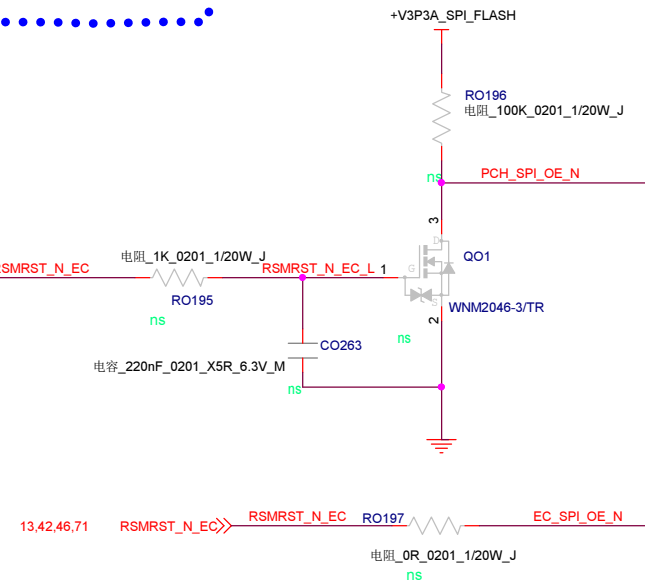 +V3P3A_SPI_FLASH
RO196
电阻_100K_0201_1/20W_J
ns
PCH_SPI_OE_N
3
电阻_1K_0201_1/20W_J
D
QO1
RSMRST_N_EC_L
1
G
RO195
S
WNM2046-3/TR
ns
2
ns
CO263
电容_220nF_0201_X5R_6.3V_M
ns
RSMRST_N_EC
RO197
EC_SPI_OE_N
13,42,46,71
RSMRST_N_EC
电阻_0R_0201_1/20W_J
ns